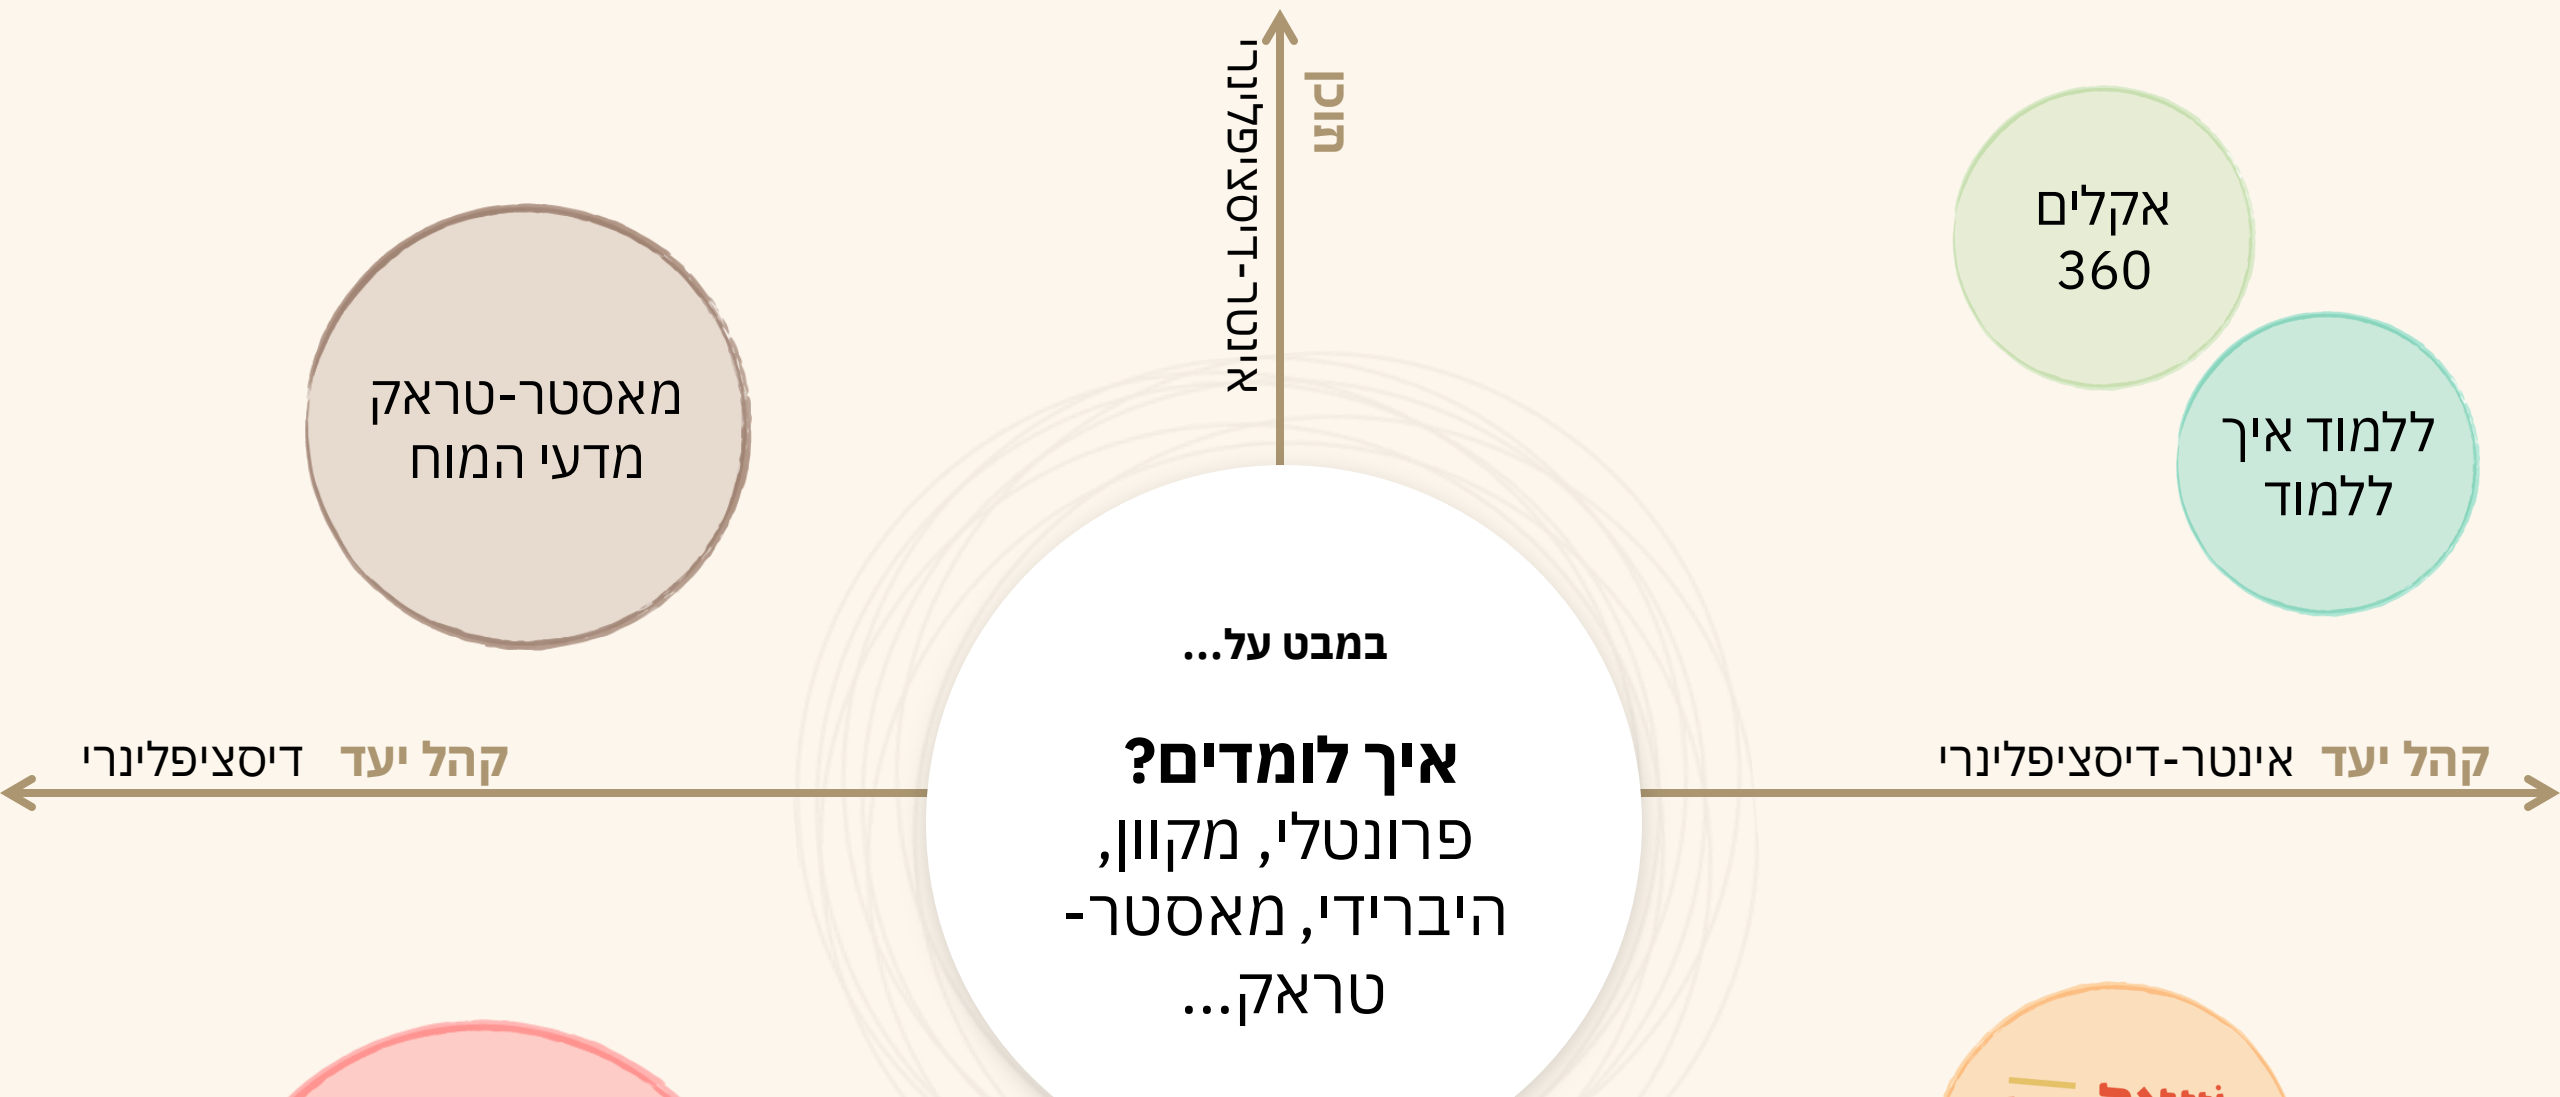 תוכן
אינטר-דיסציפלינרי
אקלים
360
ללמוד איך
ללמוד
מאסטר-טראק
מדעי המוח
קהל יעד אינטר-דיסציפלינרי
קהל יעד דיסציפלינרי
במבט על...
איך לומדים?
פרונטלי, מקוון,
היברידי, מאסטר-
טראק...